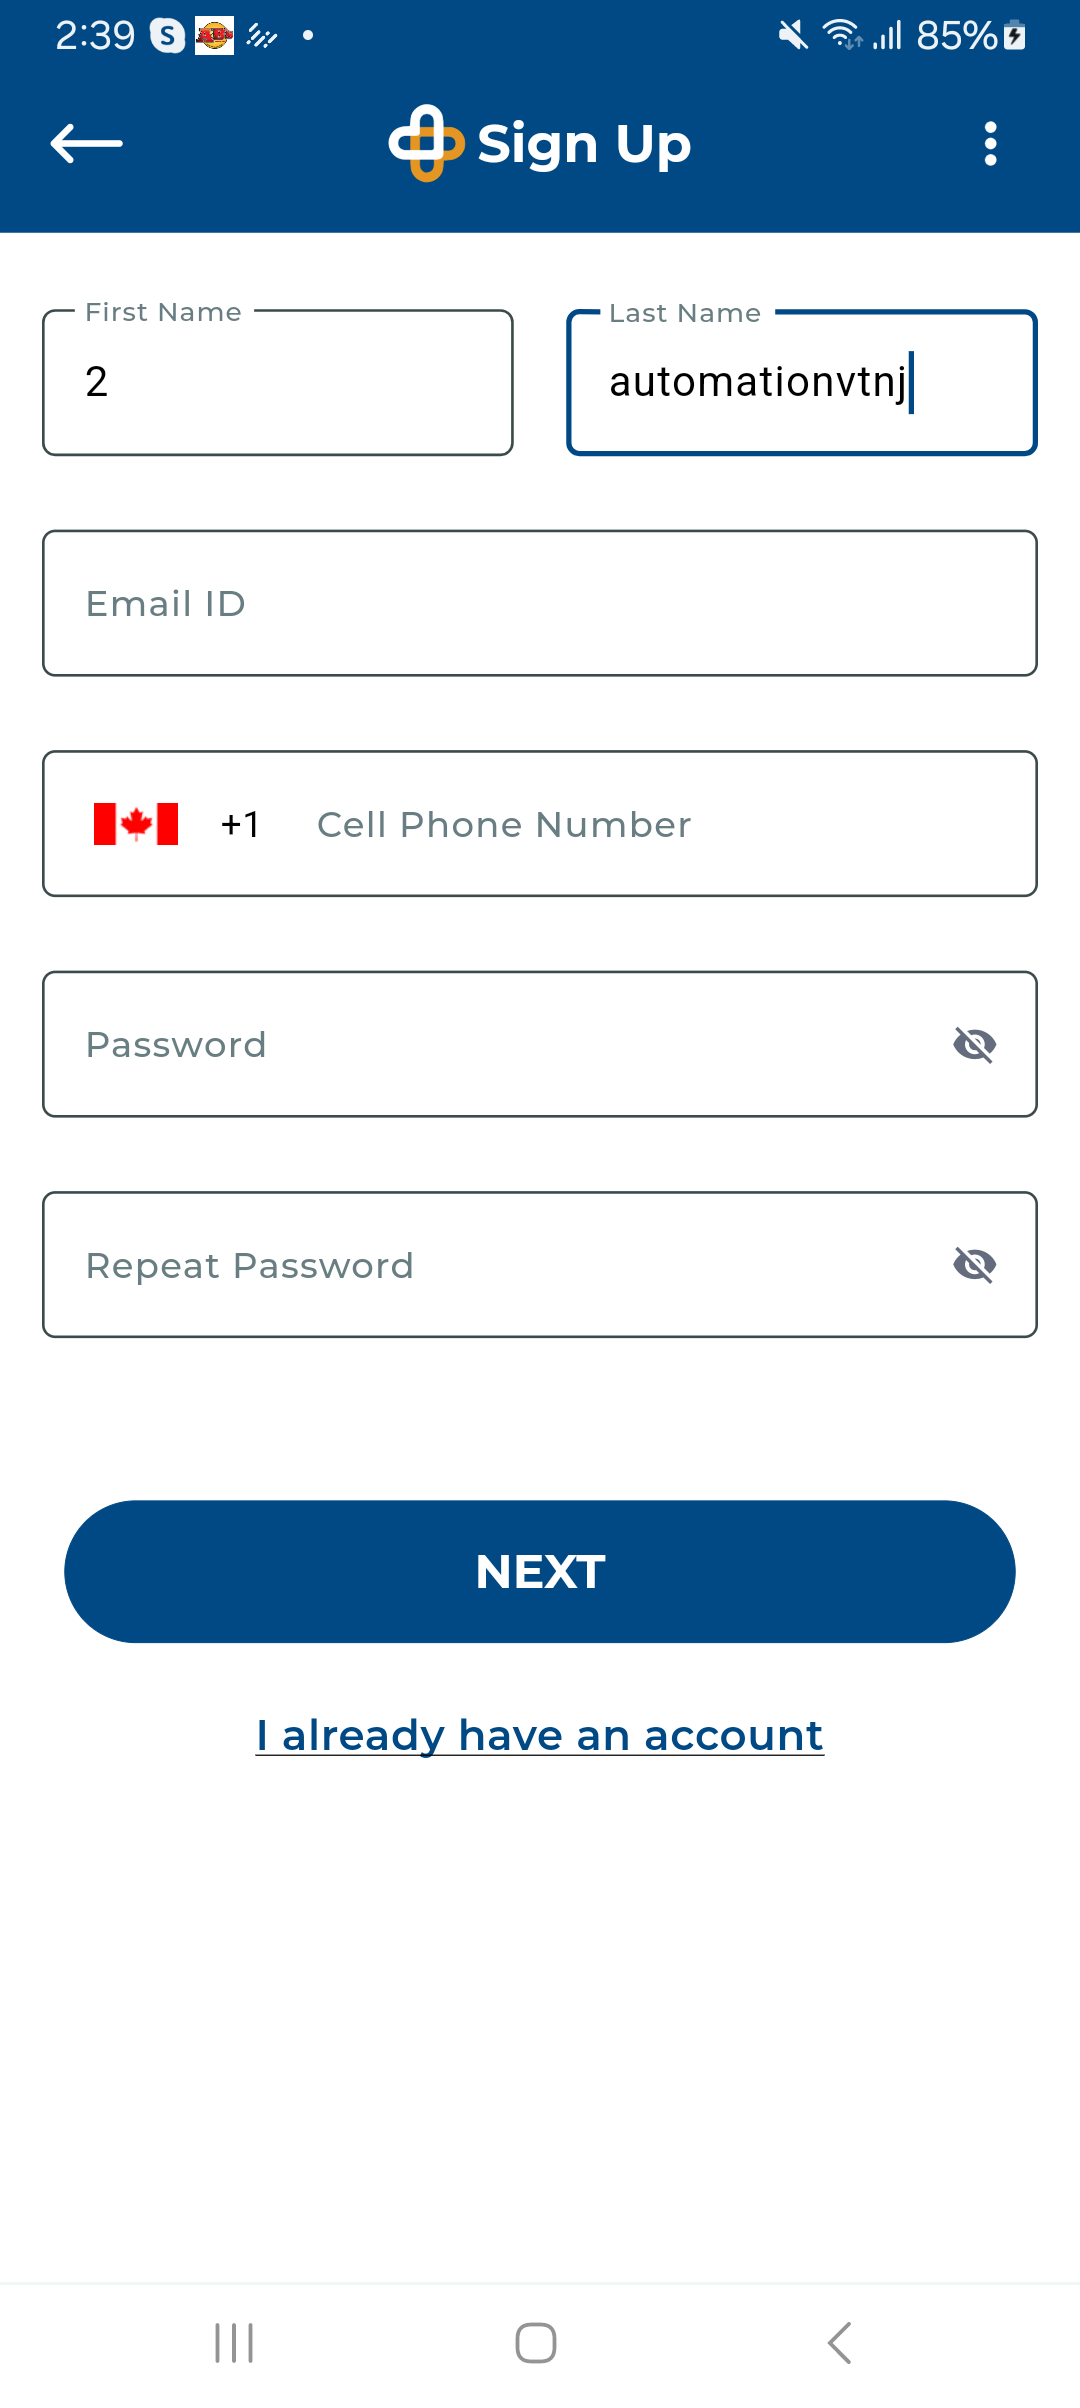 2:39 S 85%
Sign Up
First Name Last Name
2 automationvtnj
Email ID
+1 Cell Phone Number
Password
Repeat Password
NEXT
I already have an account